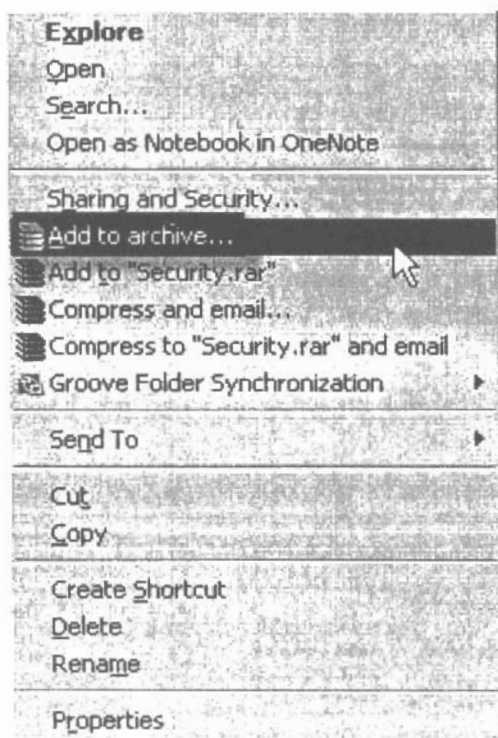 Explore
Open
Search...
Open as Notebook in OneNote
Sharing and Security...
Add to archive...
Add to "Security.rar"
Compress and email...
Compress to "Security.rar" and email
Groove Folder Synchronization
Send To
Cut
Copy
Create Shortcut
Delete
Rename
Properties